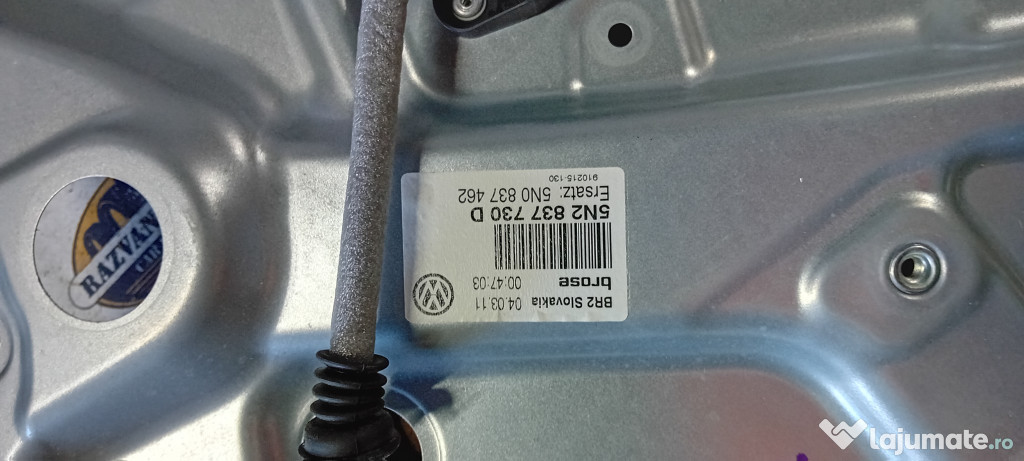 BR2 Slovakia 04.03.11
brose 00:47:03
5N2 837 730 D
Ersatz: 5N0 837 462
910215-130
RAZVAN
CAR
lajumate.ro